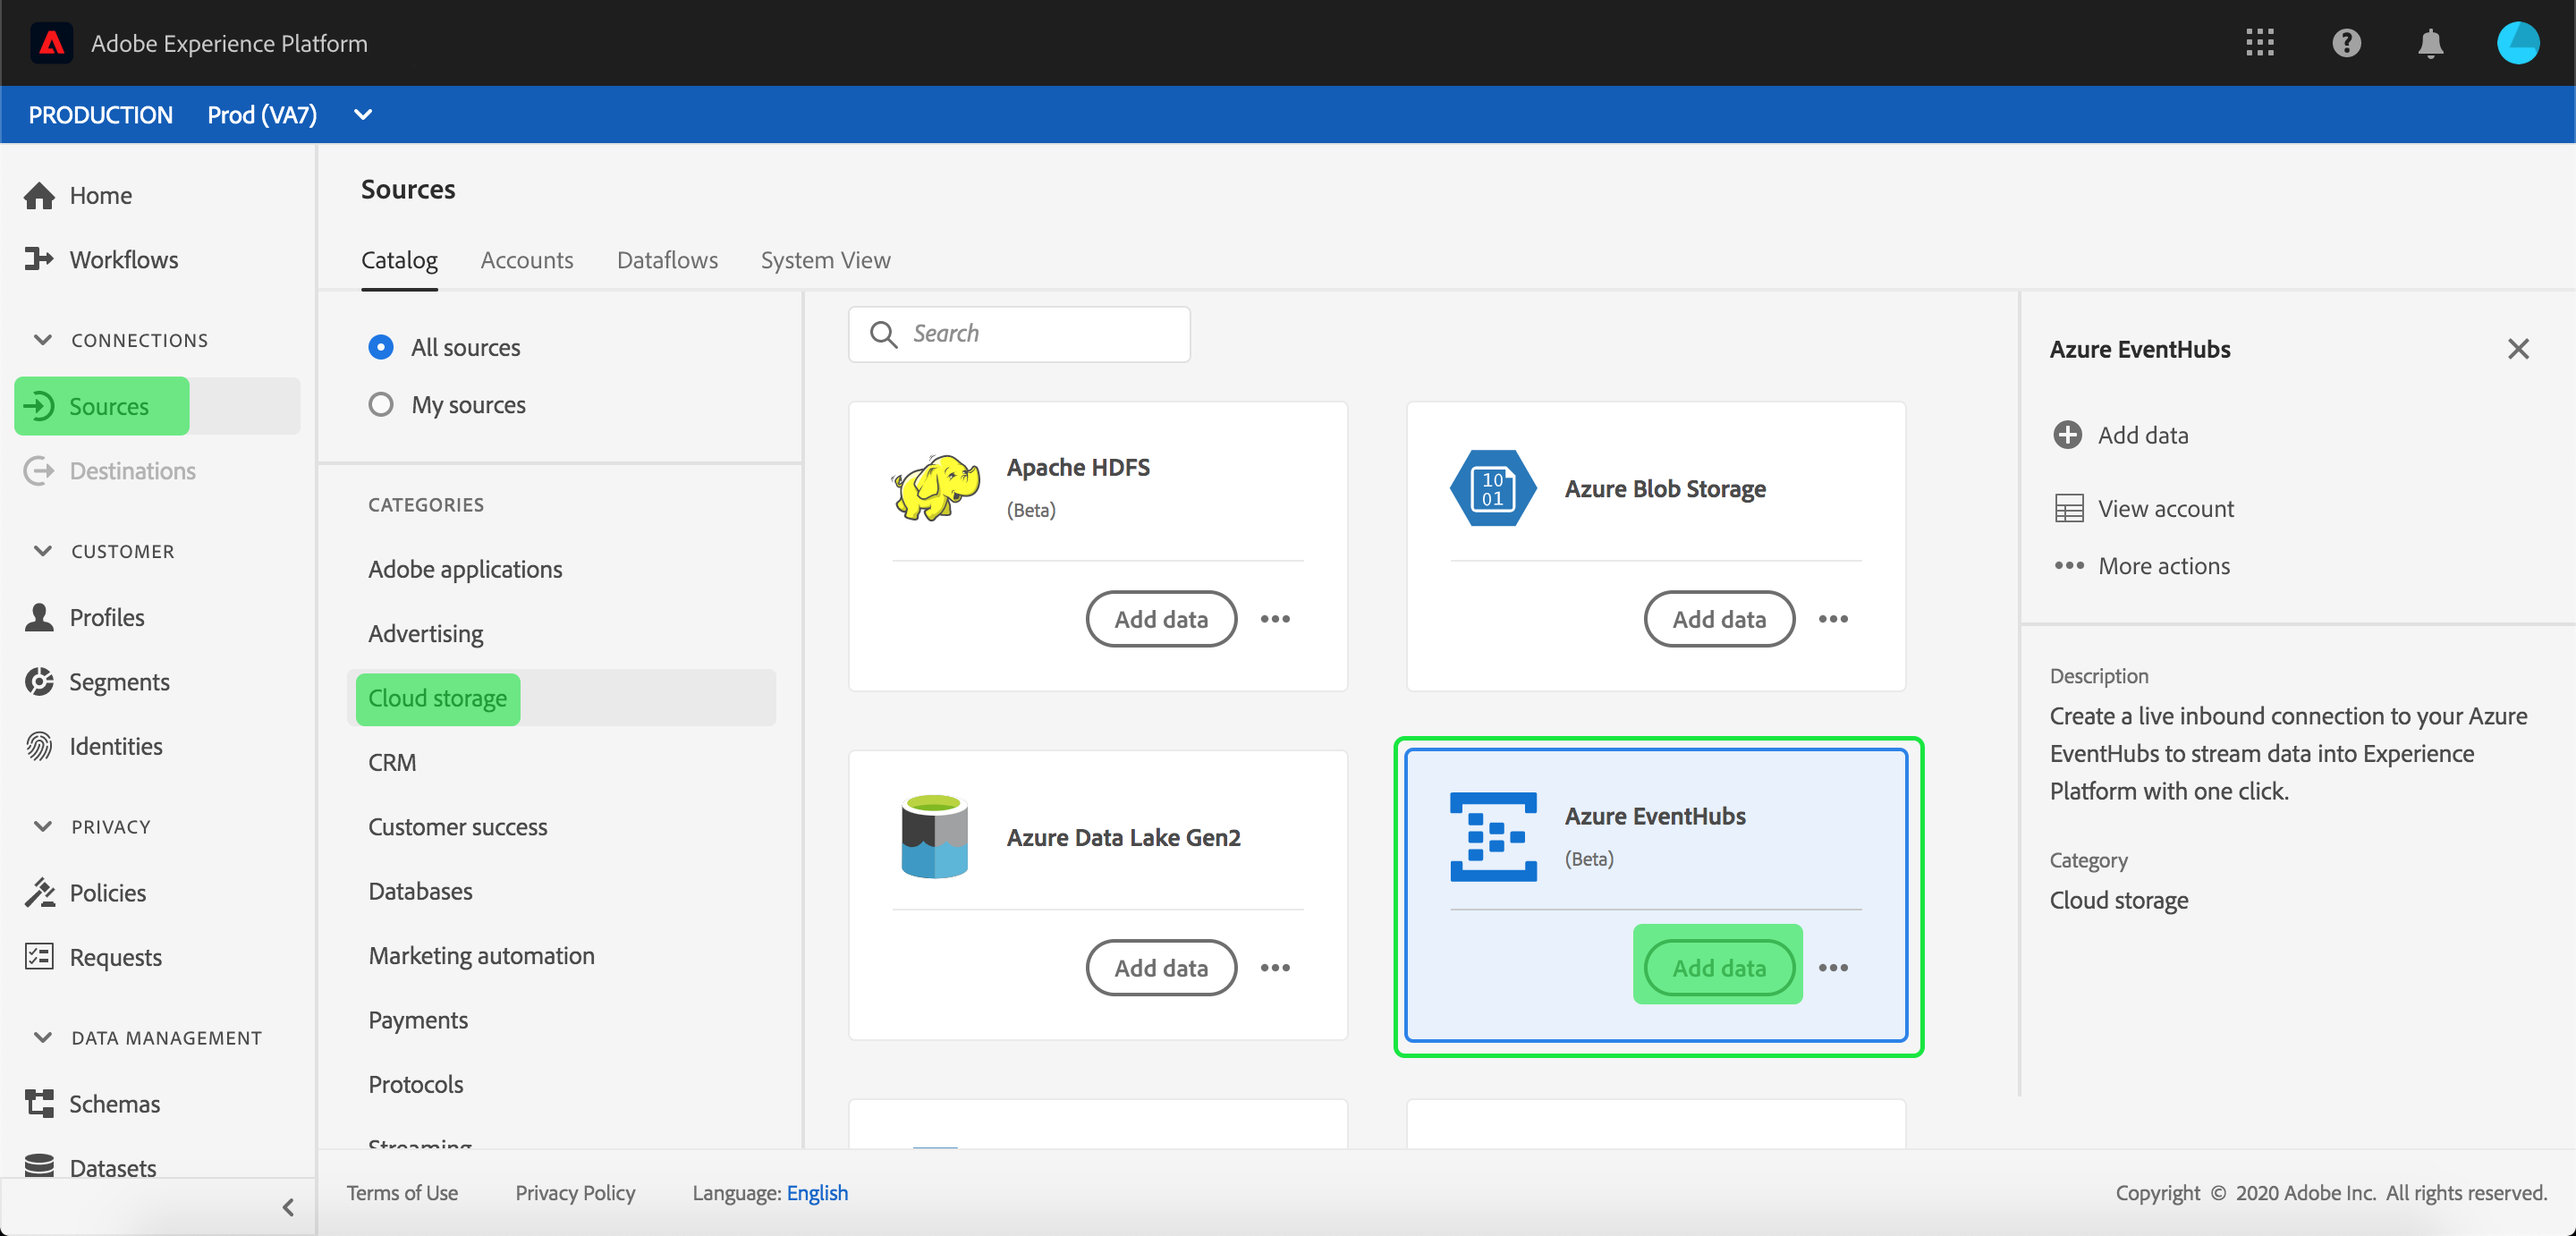 Adobe Experience Platform
PRODUCTION Prod (VA7)
Home
Workflows
CONNECTIONS
Sources
Destinations
CUSTOMER
Profiles
Segments
Identities
PRIVACY
Policies
Requests
DATA MANAGEMENT
Schemas
Datasets
Sources
Catalog Accounts Dataflows System View
All sources
My sources
CATEGORIES
Adobe applications
Advertising
Cloud storage
CRM
Customer success
Databases
Marketing automation
Payments
Protocols
Streaming
Search
Apache HDFS
(Beta)
Add data
10
01
Azure Blob Storage
Add data
Azure Data Lake Gen2
Add data
Azure EventHubs
(Beta)
Add data
Azure EventHubs
Add data
View account
More actions
Description
Create a live inbound connection to your Azure
EventHubs to stream data into Experience
Platform with one click.
Category
Cloud storage
Terms of Use Privacy Policy Language: English
Copyright © 2020 Adobe Inc. All rights reserved.